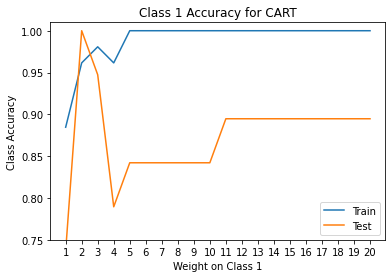 Class 1 Accuracy for CART
1.00
0.95
0.90
0.85
0.80
0.75
Class Accuracy
Train
Test
1 2 3 4 5 6 7 8 9 10 11 12 13 14 15 16 17 18 19 20
Weight on Class 1